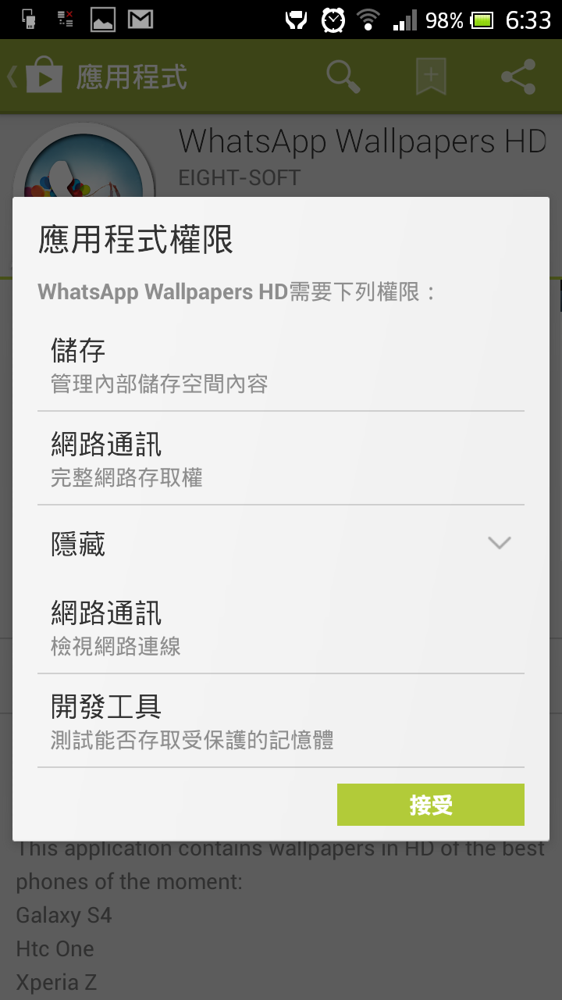 98% 6:33
應用程式
WhatsApp Wallpapers HD
EIGHT-SOFT
應用程式權限
WhatsApp Wallpapers HD需要下列權限：
儲存
管理內部儲存空間內容
網路通訊
完整網路存取權
隱藏
網路通訊
檢視網路連線
開發工具
測試能否存取受保護的記憶體
接受
This application contains wallpapers in HD of the best
phones of the moment:
Galaxy S4
Htc One
Xperia Z